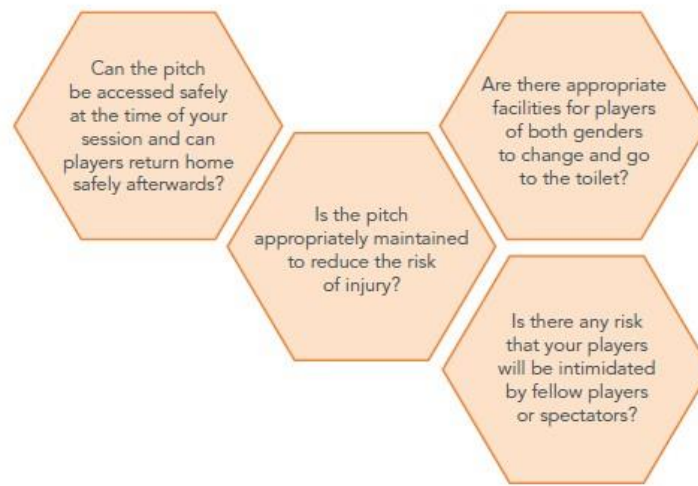 Can the pitch
be accessed safely
at the time of your
session and can
players return home
safely afterwards?
Are there appropriate
facilities for players
of both genders
to change and go
to the toilet?
Is the pitch
appropriately maintained
to reduce the risk
of injury?
Is there any risk
that your players
will be intimidated
by fellow players
or spectators?